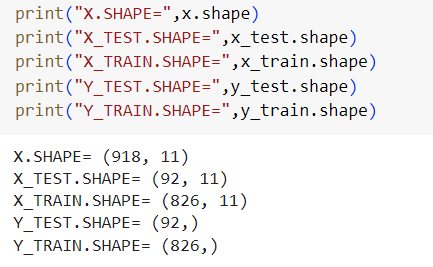 print("X.SHAPE=",x.shape)
print("X_TEST.SHAPE=",x_test.shape)
print("X_TRAIN.SHAPE=",x_train.shape)
print("Y_TEST.SHAPE=",y_test.shape)
print("Y_TRAIN.SHAPE=",y_train.shape)
X.SHAPE= (918, 11)
X_TEST.SHAPE= (92, 11)
X_TRAIN.SHAPE= (826, 11)
Y_TEST.SHAPE= (92,)
Y_TRAIN.SHAPE= (826,)